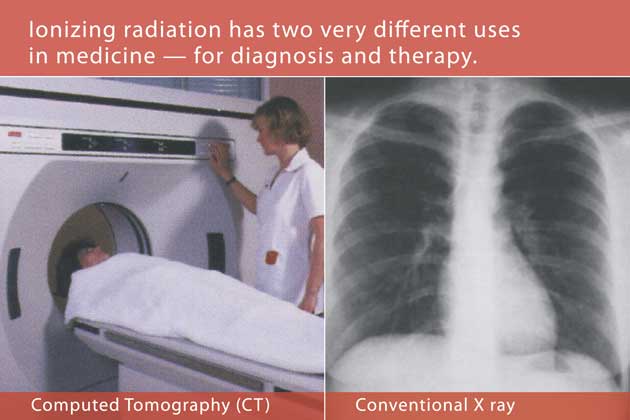 Ionizing radiation has two very different uses
in medicine — for diagnosis and therapy.
Computed Tomography (CT)
Conventional X ray